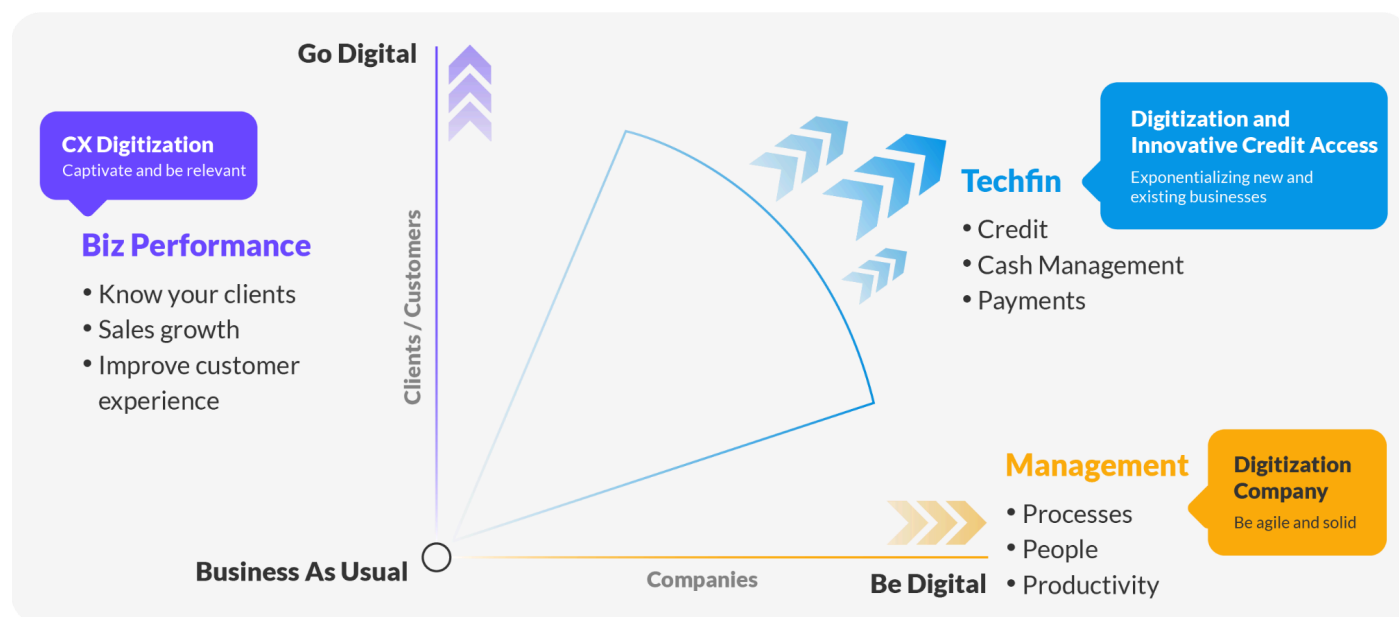 Go Digital
CX Digitization
Captivate and be relevant
Biz Performance
• Know your clients
• Sales growth
• Improve customer
experience
Clients / Customers
Digitization and
Innovative Credit Access
Exponentializing new and
existing businesses
Techfin
• Credit
• Cash Management
• Payments
Management
• Processes
• People
• Productivity
Digitization
Company
Be agile and solid
Business As Usual
Companies
Be Digital